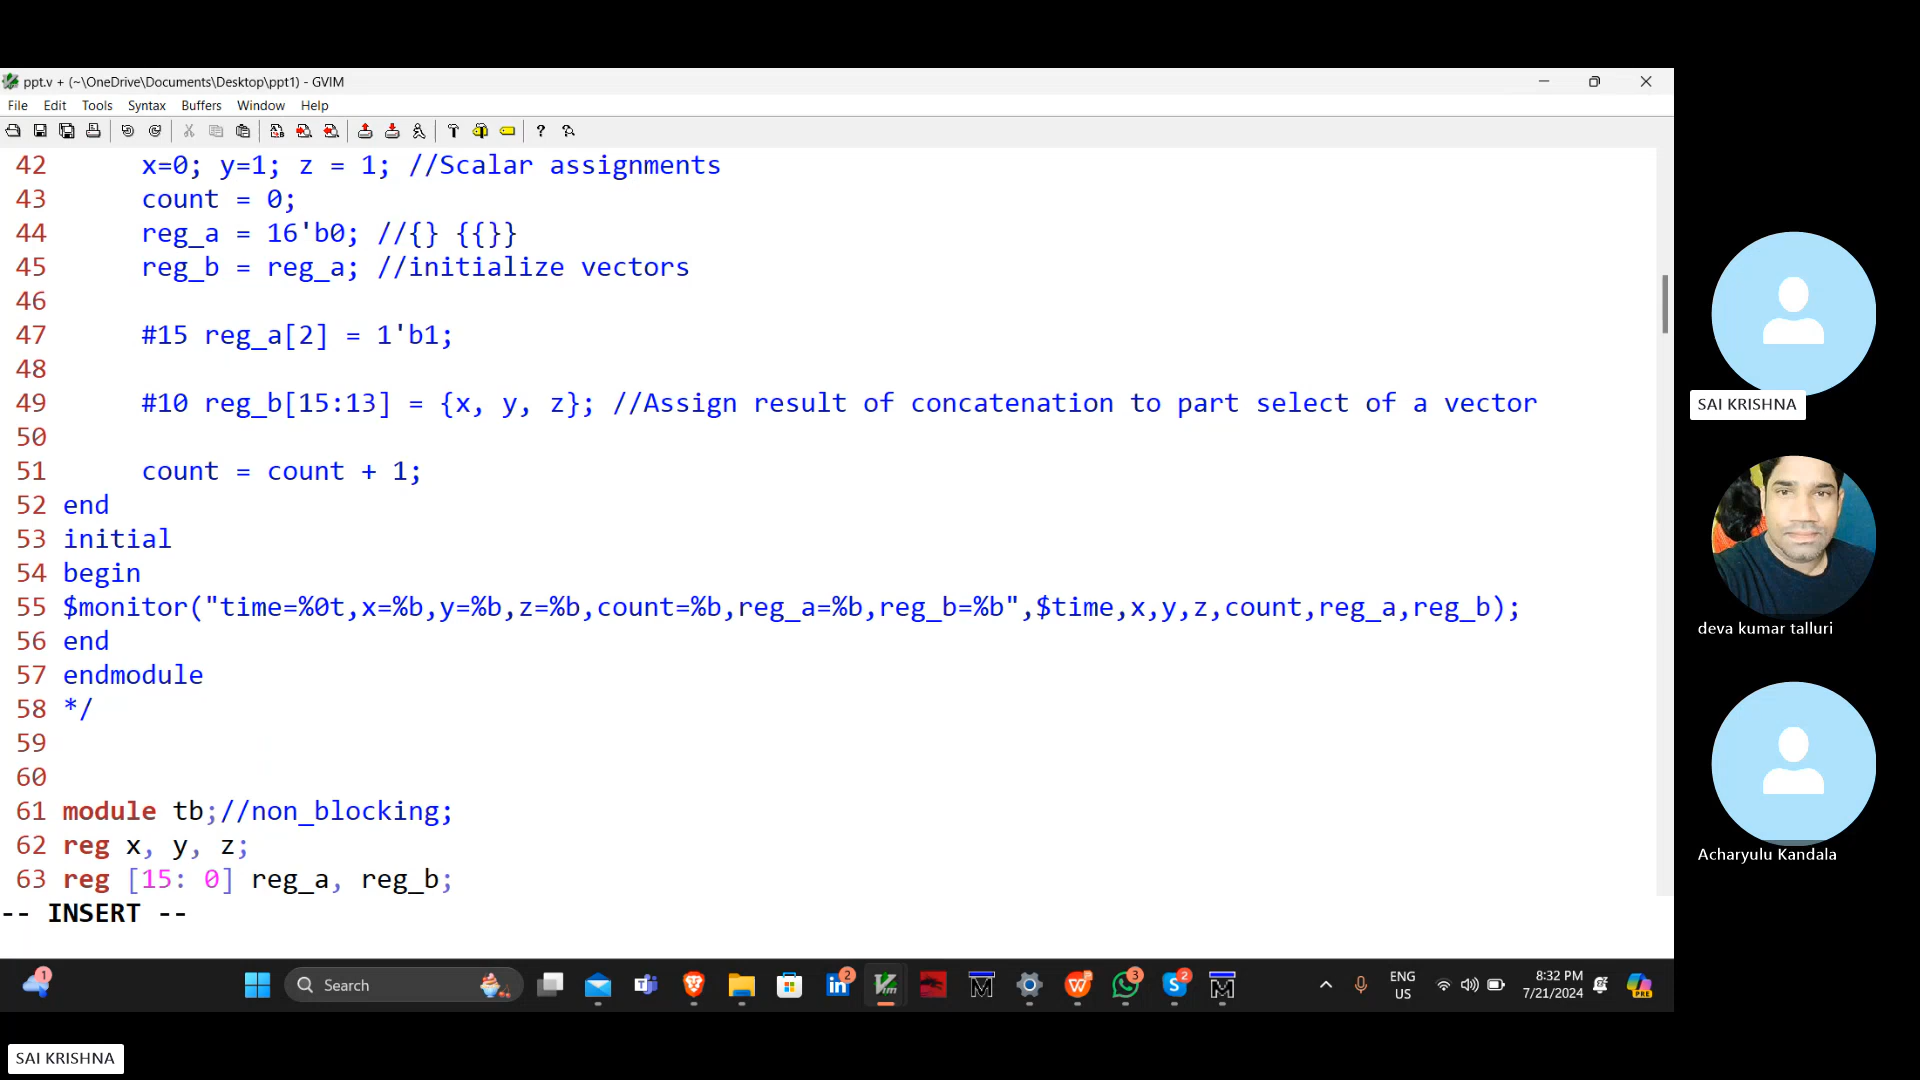 ppt.v + (~\OneDrive\Documents\Desktop\ppt1) - GVIM
File Edit Tools Syntax Buffers Window Help
42 x=0; y=1; z = 1; //Scalar assignments
43 count = 0;
44 reg_a = 16'b0; //{} {{}}
45 reg_b = reg_a; //initialize vectors
46
47 #15 reg_a[2] = 1'b1;
48
49 #10 reg_b[15:13] = {x, y, z}; //Assign result of concatenation to part select of a vector
50
51 count = count + 1;
52 end
53 initial
54 begin
55 $monitor("time=%0t,x=%b,y=%b,z=%b,count=%b,reg_a=%b,reg_b=%b",$time,x,y,z,count,reg_a,reg_b);
56 end
57 endmodule
58 */
59
60
61 module tb;//non_blocking;
62 reg x, y, z;
63 reg [15: 0] reg_a, reg_b;
-- INSERT --
SAI KRISHNA
deva kumar talluri
Acharyulu Kandala
1
Search
2
3
2
ENG
US
8:32 PM
7/21/2024
PRE
SAI KRISHNA